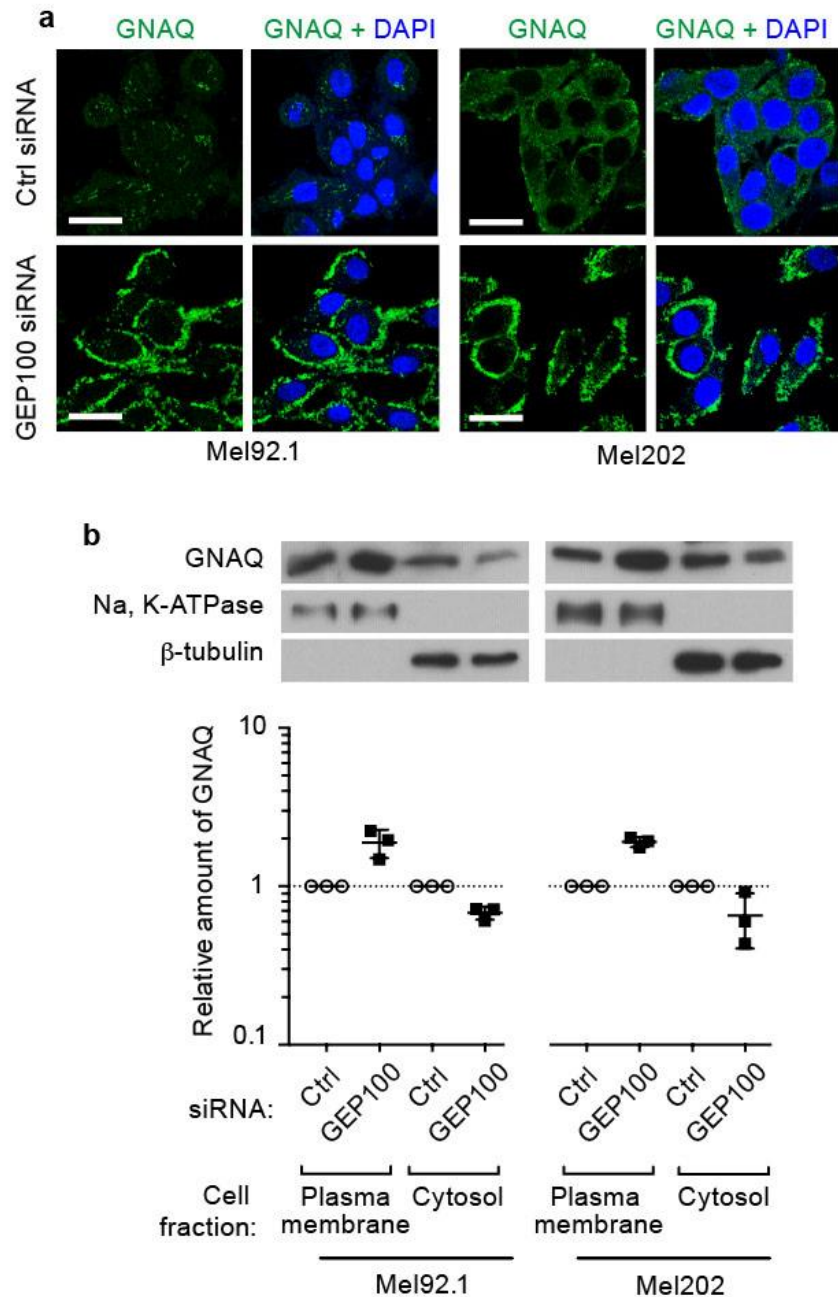 a
GNAQ GNAQ + DAPI GNAQ GNAQ + DAPI
Ctrl siRNA
GEP100 siRNA
Mel92.1 Mel202
b
GNAQ
Na, K-ATPase
β-tubulin
Relative amount of GNAQ
10
1
0.1
siRNA: Ctrl GEP100 Ctrl GEP100 Ctrl GEP100 Ctrl GEP100
Cell Plasma Cytosol Plasma Cytosol
fraction: membrane membrane
Mel92.1 Mel202